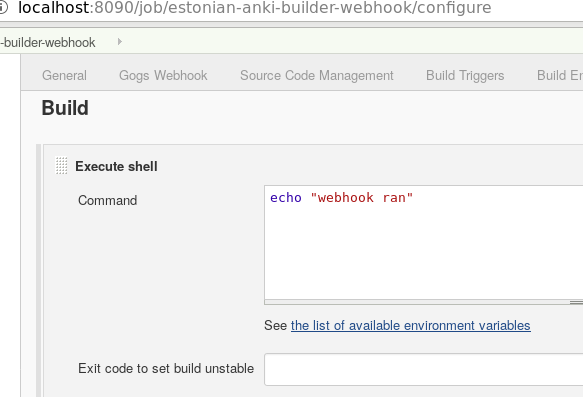 localhost:8090/job/estonian-anki-builder-webhook/configure
-builder-webhook
General Gogs Webhook Source Code Management Build Triggers Build En
Build
Execute shell
Command
echo "webhook ran"
See the list of available environment variables
Exit code to set build unstable